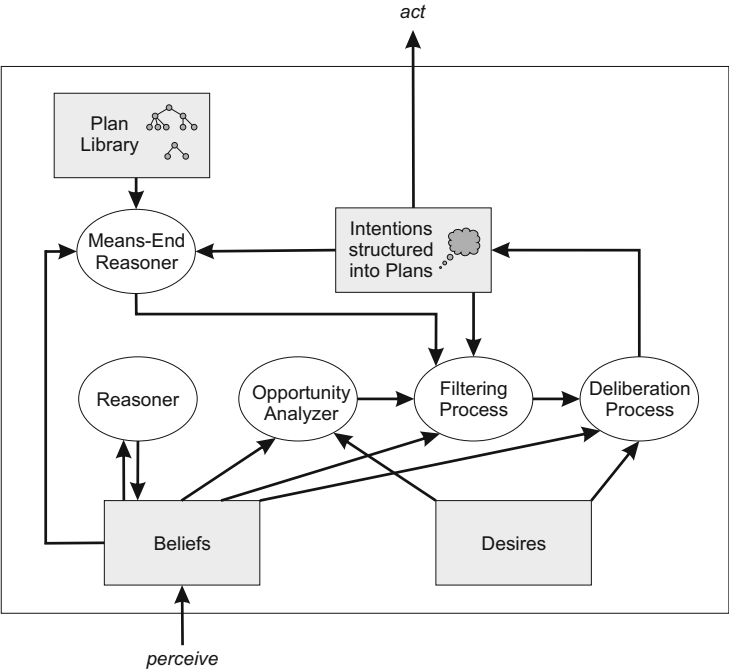 act
Plan
Library
Means-End
Reasoner
Intentions
structured
into Plans
Reasoner
Opportunity
Analyzer
Filtering
Process
Deliberation
Process
Beliefs
Desires
perceive